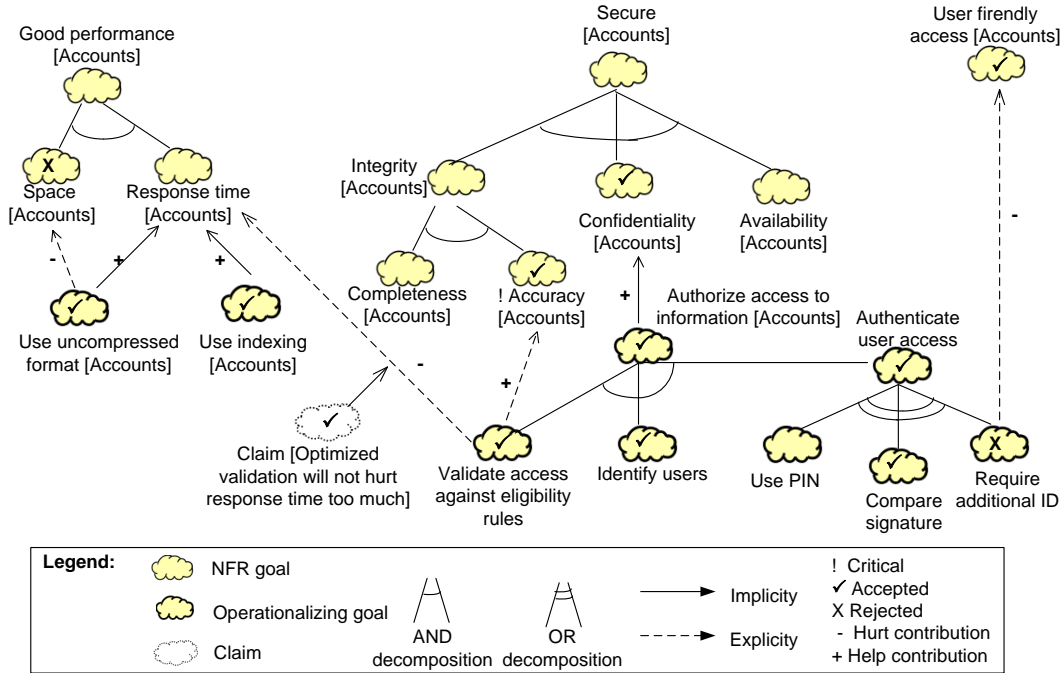 Good performance
[Accounts]
Secure
[Accounts]
User firendly
access [Accounts]
X
Space
[Accounts]
Response time
[Accounts]
Integrity
[Accounts]
✓
Confidentiality
[Accounts]
Availability
[Accounts]
✓
-
-
+
+
✓
Use uncompressed
format [Accounts]
✓
Use indexing
[Accounts]
Completeness
[Accounts]
✓
! Accuracy
[Accounts]
+
Authorize access to
information [Accounts]
✓
Authenticate
user access
✓
-
+
✓
Claim [Optimized
validation will not hurt
response time too much]
✓
Validate access
against eligibility
rules
✓
Identify users
Use PIN
✓
Compare
signature
X
Require
additional ID
Legend:
NFR goal
Operationalizing goal
Claim
AND
decomposition
OR
decomposition
Implicity
Explicity
! Critical
✓ Accepted
X Rejected
- Hurt contribution
+ Help contribution